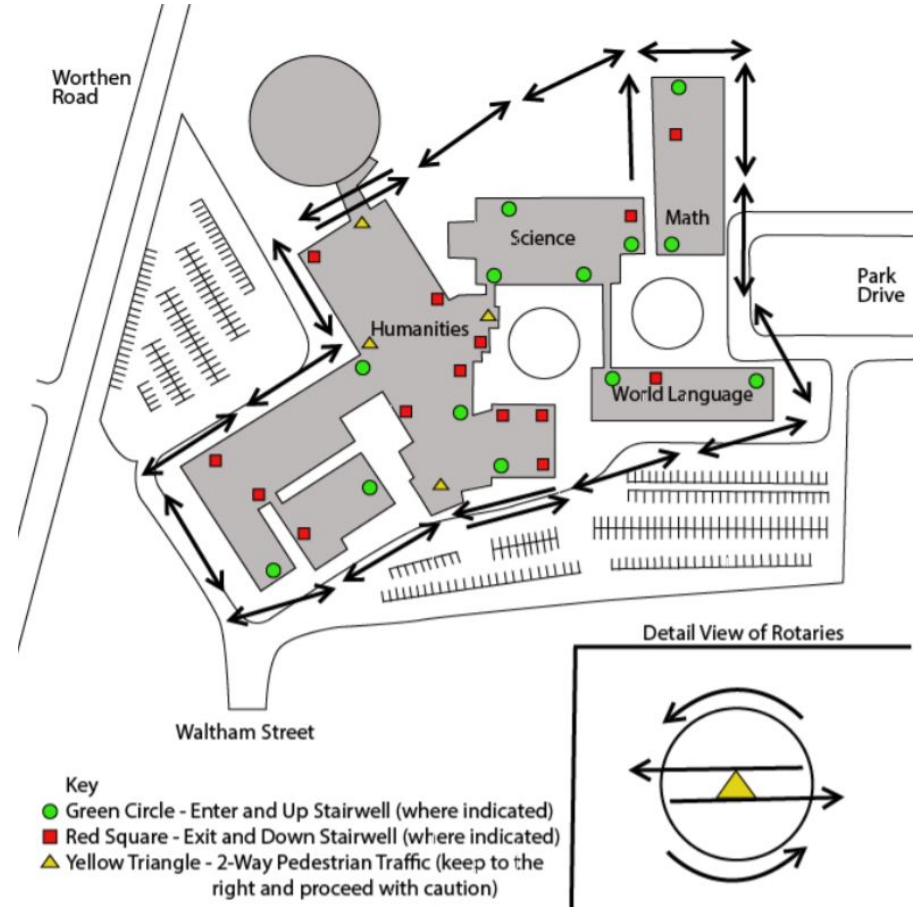 Worthen
Road
Math
Science
Park
Drive
Humanities
World Language
Detail View of Rotaries
Waltham Street
Key
Green Circle - Enter and Up Stairwell (where indicated)
Red Square - Exit and Down Stairwell (where indicated)
Yellow Triangle - 2-Way Pedestrian Traffic (keep to the
right and proceed with caution)